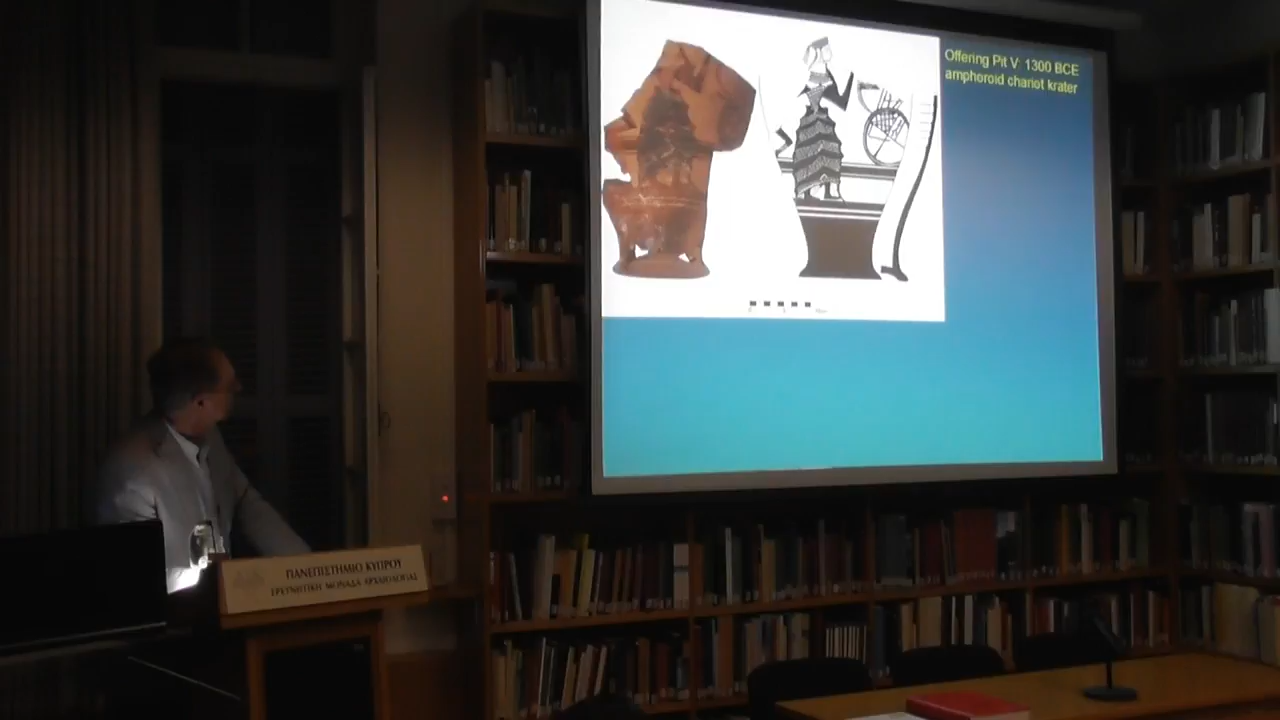 Offering Pit V: 1300 BCE
amphoroid chariot krater
ΠΑΝΕΠΙΣΤΗΜΙΟ ΚΥΠΡΟΥ
ΕΡΕΥΝΗΤΙΚΗ ΜΟΝΑΔΑ ΑΡΧΑΙΟΛΟΓΙΑΣ